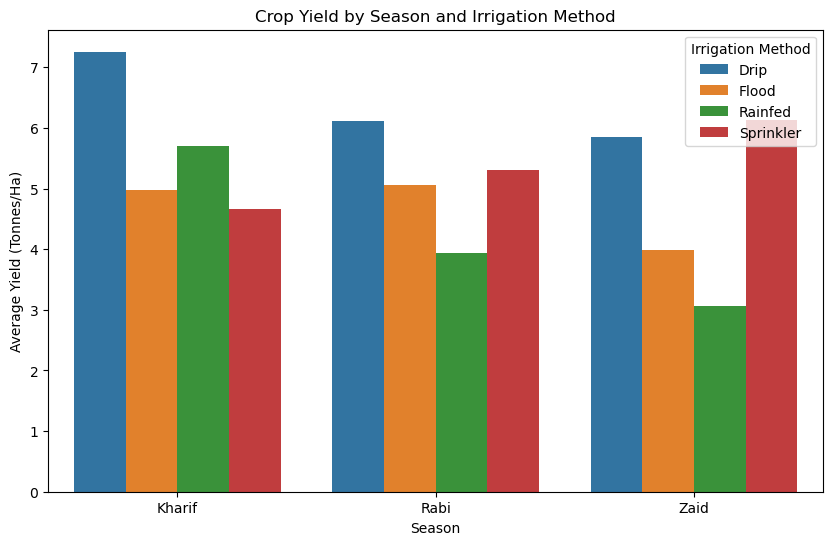 Crop Yield by Season and Irrigation Method
Irrigation Method
Drip
Flood
Rainfed
Sprinkler
Average Yield (Tonnes/Ha)
7
6
5
4
3
2
1
0
Kharif Rabi Zaid
Season